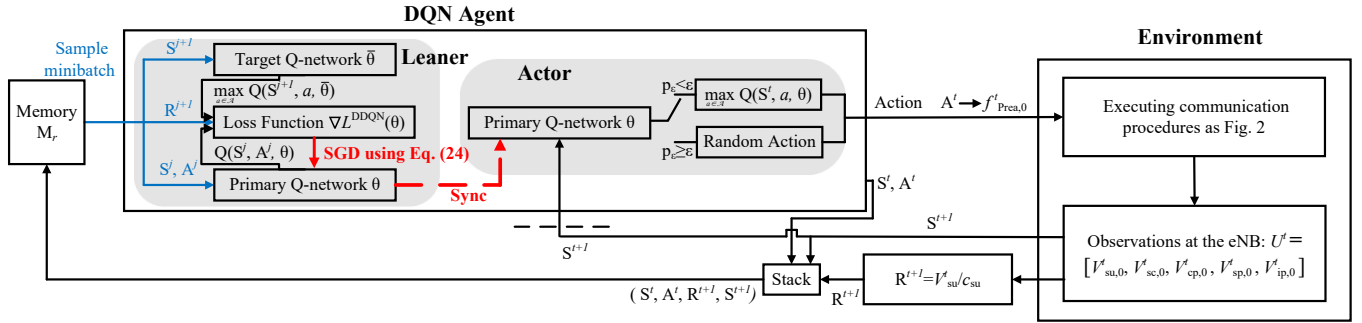 DQN Agent
Environment
Sample
minibatch
Memory
M_r
S^{j+1}
R^{j+1}
S^j, A^j
Leaner
Target Q-network θ̄
max Q(S^{j+1}, a, θ̄)
a∈𝒜
Loss Function ∇L^{DDQN}(θ)
Q(S^j, A^j, θ)
SGD using Eq. (24)
Primary Q-network θ
Sync
Actor
Primary Q-network θ
p_ε<ε
max Q(S^t, a, θ)
a∈𝒜
p_ε≥ε
Random Action
Action A^t → f^t_{Prea,0}
Executing communication
procedures as Fig. 2
S^t, A^t
S^{t+1}
S^{t+1}
Observations at the eNB: U^t =
[V^t_{su,0}, V^t_{sc,0}, V^t_{cp,0}, V^t_{sp,0}, V^t_{ip,0}]
R^{t+1}=V^t_{su}/c_{su}
R^{t+1}
Stack
( S^t, A^t, R^{t+1}, S^{t+1})